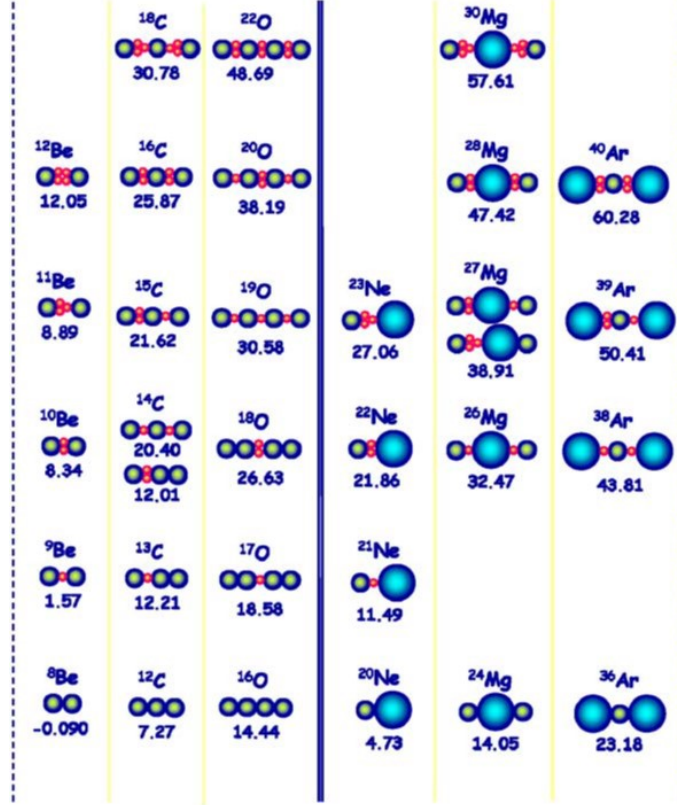 ¹⁸C
²²O
³⁰Mg
30.78
48.69
57.61
¹²Be
¹⁶C
²⁰O
²⁸Mg
⁴⁰Ar
12.05
25.87
38.19
47.42
60.28
¹¹Be
¹⁵C
¹⁹O
²³Ne
²⁷Mg
³⁹Ar
8.89
21.62
30.58
27.06
38.91
50.41
¹⁰Be
¹⁴C
¹⁸O
²²Ne
²⁶Mg
³⁸Ar
8.34
20.40
12.01
26.63
21.86
32.47
43.81
⁹Be
¹³C
¹⁷O
²¹Ne
1.57
12.21
18.58
11.49
⁸Be
¹²C
¹⁶O
²⁰Ne
²⁴Mg
³⁶Ar
-0.090
7.27
14.44
4.73
14.05
23.18